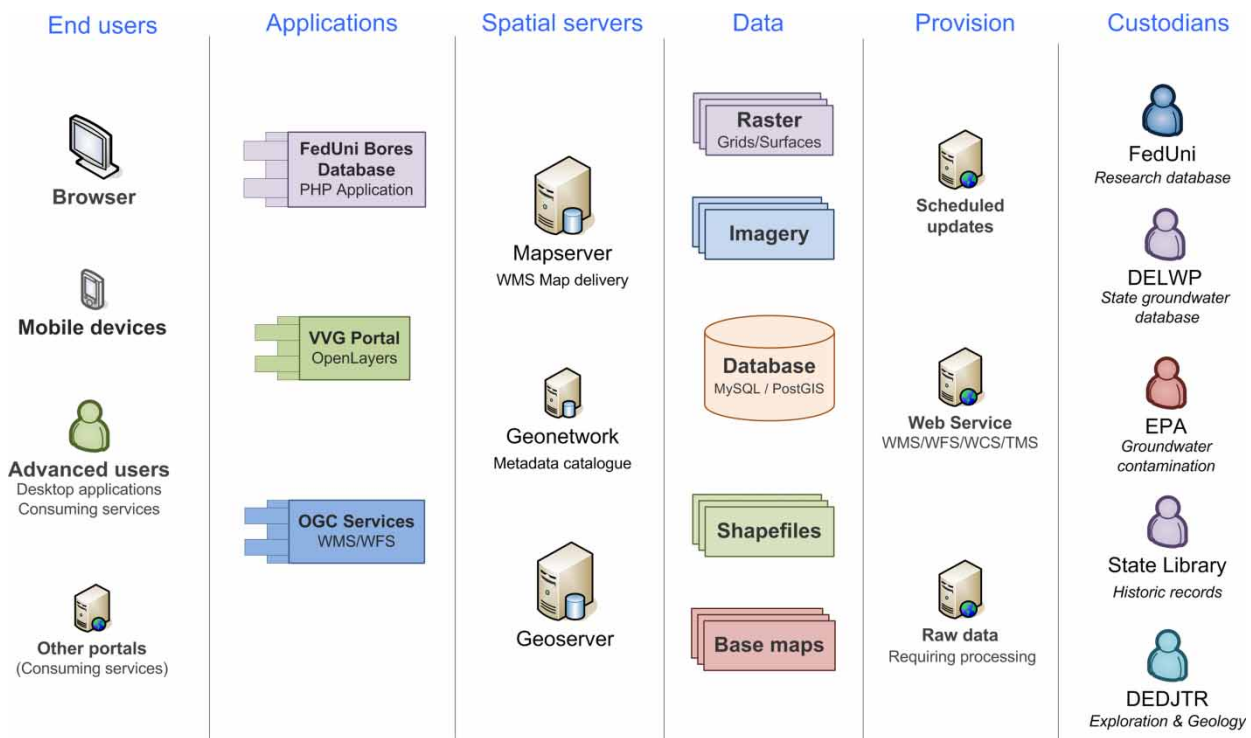 End users
Applications
Spatial servers
Data
Provision
Custodians
Browser
Mobile devices
Advanced users
Desktop applications
Consuming services
Other portals
(Consuming services)
FedUni Bores
Database
PHP Application
VVG Portal
OpenLayers
OGC Services
WMS/WFS
Mapserver
WMS Map delivery
Geonetwork
Metadata catalogue
Geoserver
Raster
Grids/Surfaces
Imagery
Database
MySQL / PostGIS
Shapefiles
Base maps
Scheduled
updates
Web Service
WMS/WFS/WCS/TMS
Raw data
Requiring processing
FedUni
Research database
DELWP
State groundwater
database
EPA
Groundwater
contamination
State Library
Historic records
DEDJTR
Exploration & Geology